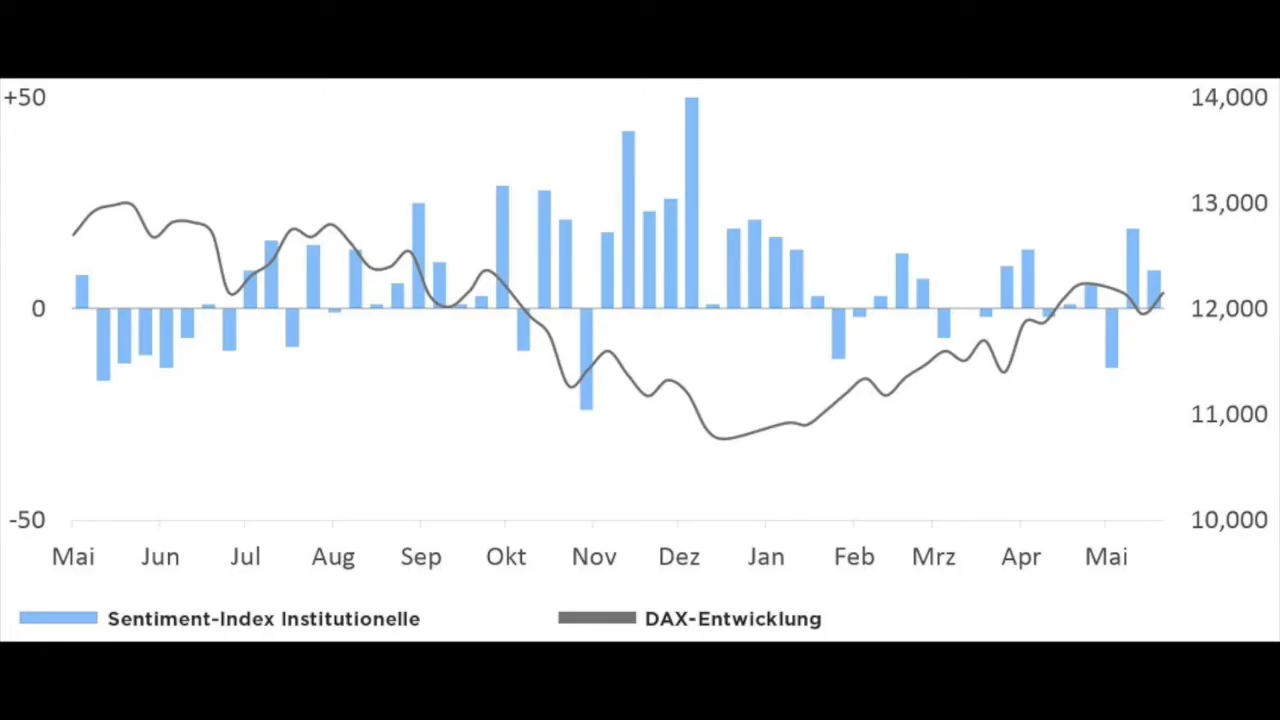 +50 14,000
13,000
0 12,000
11,000
-50 10,000
Mai Jun Jul Aug Sep Okt Nov Dez Jan Feb Mrz Apr Mai
Sentiment-Index Institutionelle DAX-Entwicklung